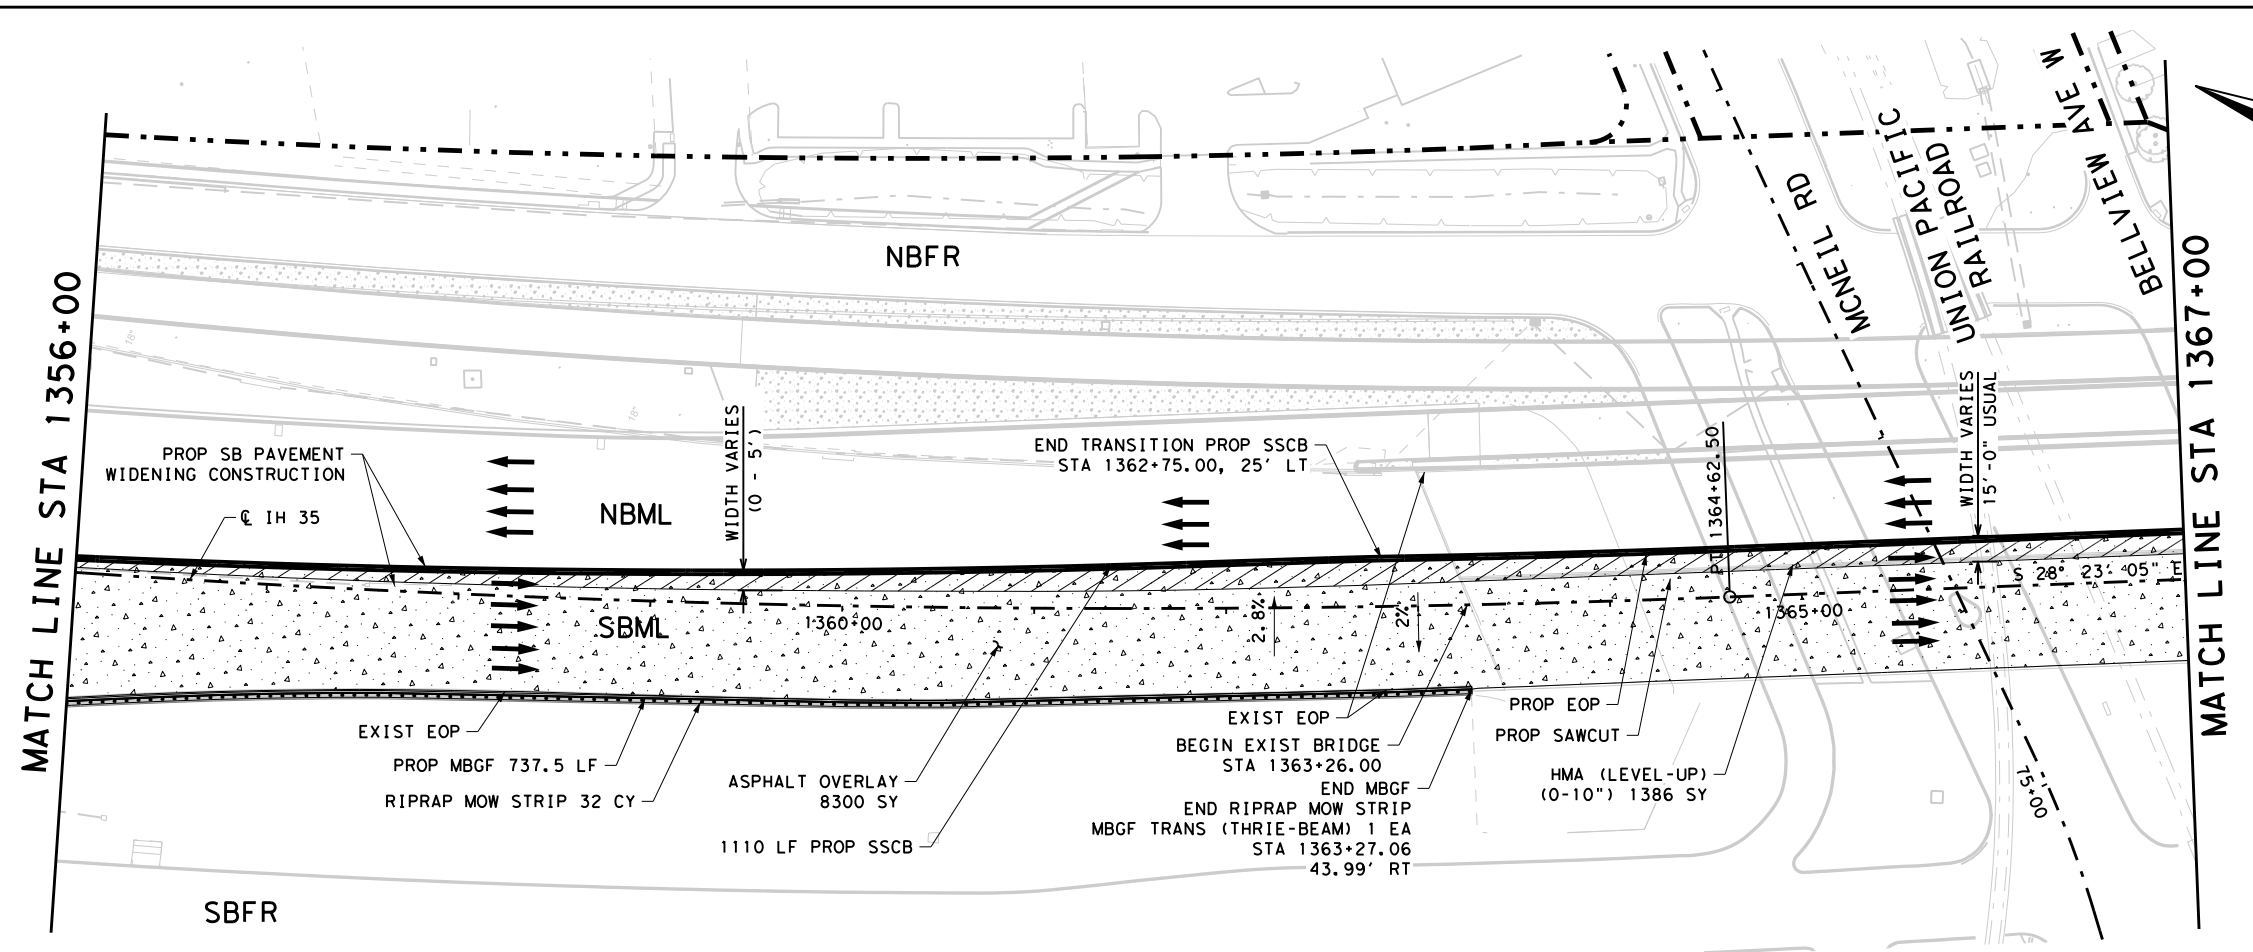 MATCH LINE STA 1356+00
NBFR
MCNEIL RD
UNION PACIFIC
RAILROAD
BELLVIEW AVE W
MATCH LINE STA 1367+00
18"
18"
PROP SB PAVEMENT
WIDENING CONSTRUCTION
℄ IH 35
NBML
WIDTH VARIES
(0 - 5')
END TRANSITION PROP SSCB
STA 1362+75.00, 25' LT
PT 1364+62.50
WIDTH VARIES
15'-0" USUAL
S 28° 23' 05" E
SBML
1360+00
2.8%
2%
1365+00
EXIST EOP
PROP MBGF 737.5 LF
RIPRAP MOW STRIP 32 CY
ASPHALT OVERLAY
8300 SY
1110 LF PROP SSCB
EXIST EOP
BEGIN EXIST BRIDGE
STA 1363+26.00
END MBGF
END RIPRAP MOW STRIP
MBGF TRANS (THRIE-BEAM) 1 EA
STA 1363+27.06
43.99' RT
PROP EOP
PROP SAWCUT
HMA (LEVEL-UP)
(0-10") 1386 SY
75+00
SBFR